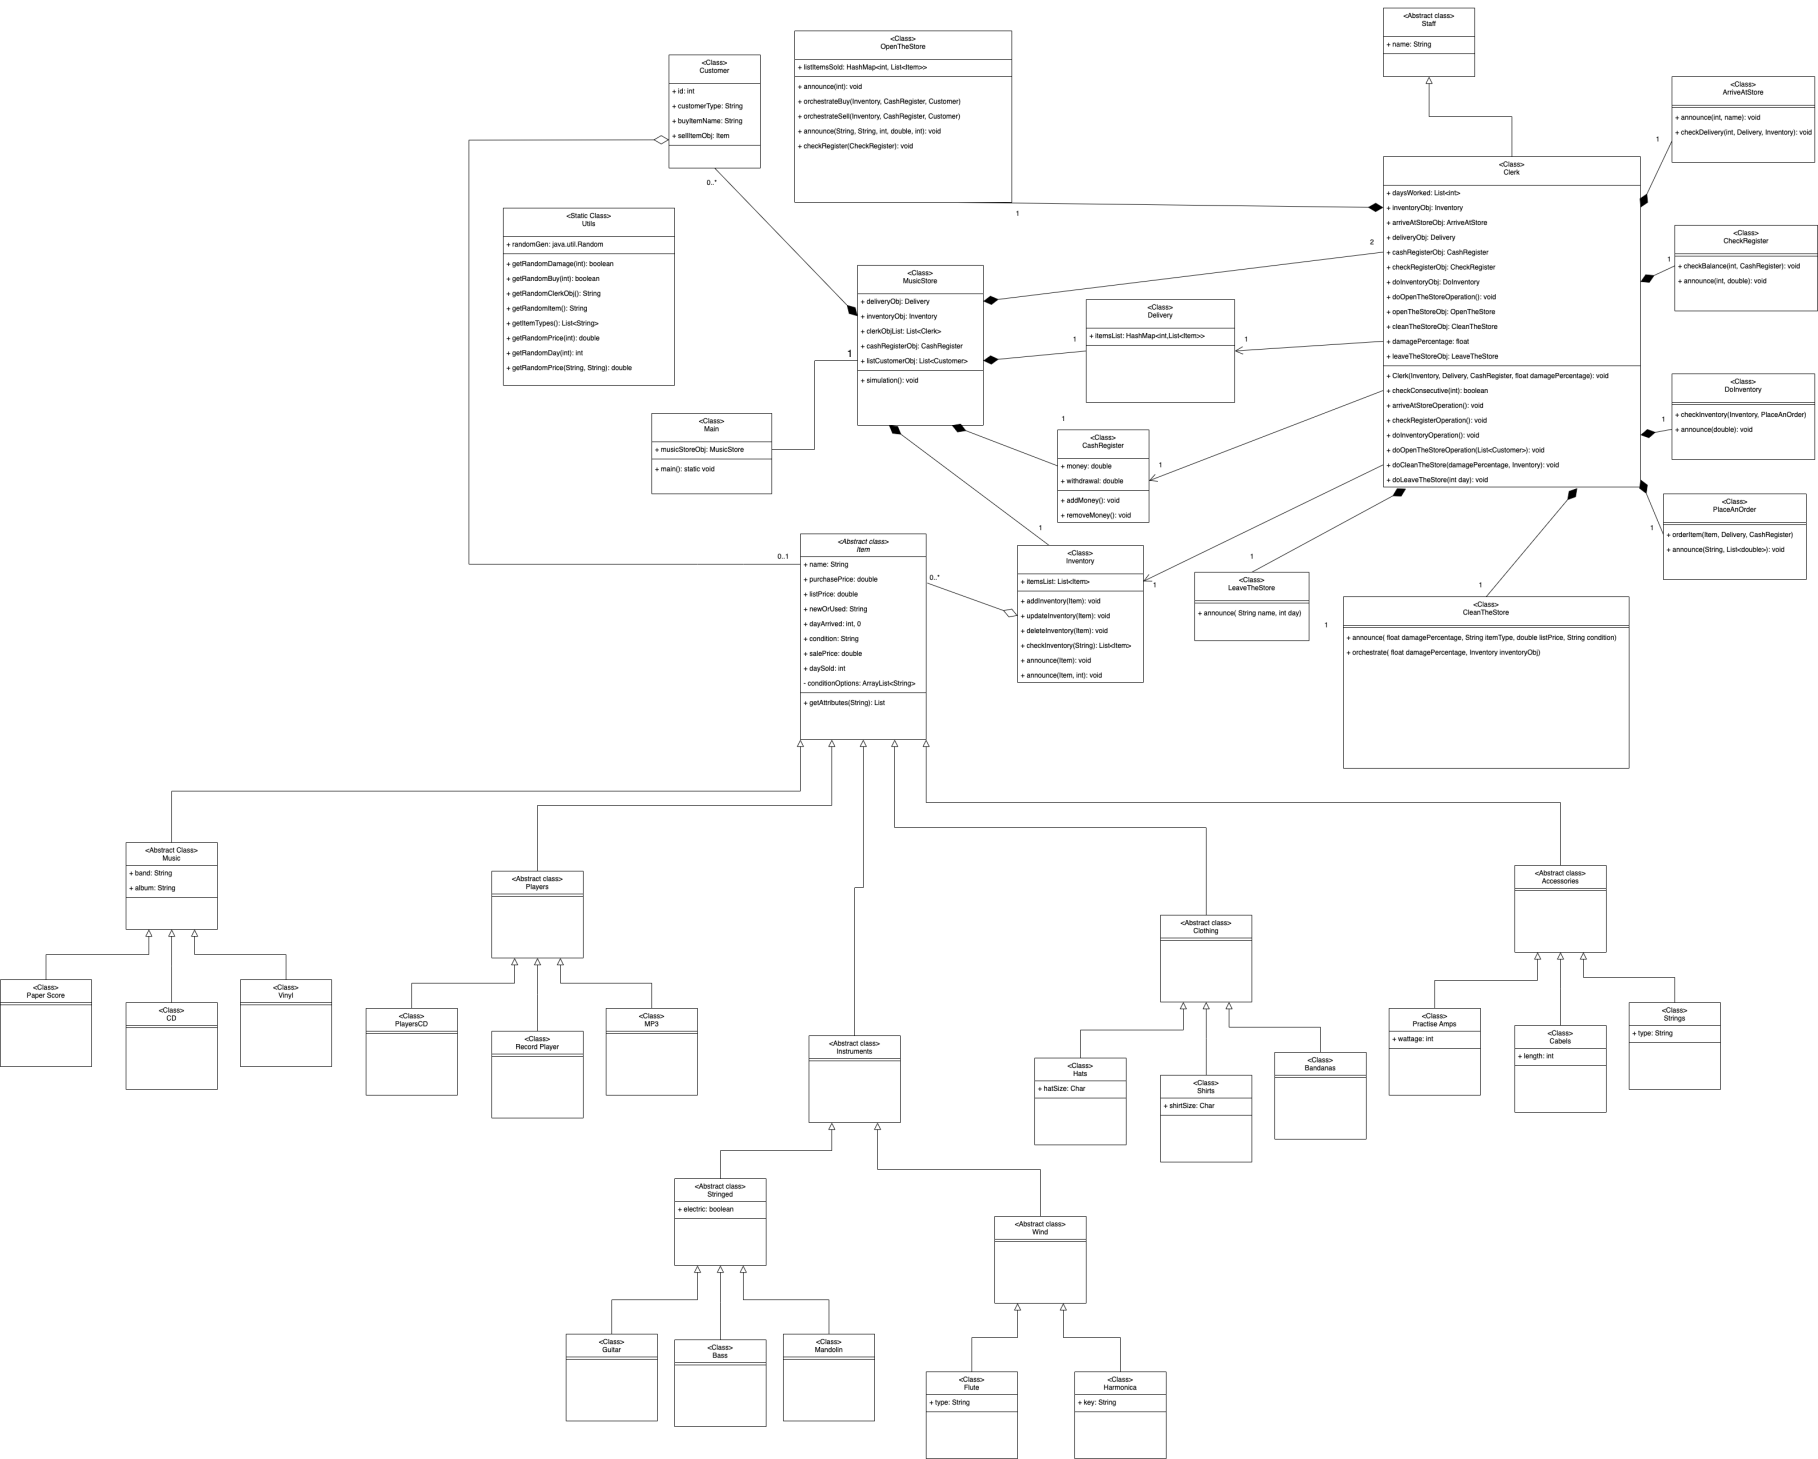 <Abstract class>
Staff
+ name: String
<Class>
OpenTheStore
+ listItemsSold: HashMap<int, List<Item>>
+ announce(int): void
+ orchestrateBuy(Inventory, CashRegister, Customer)
+ orchestrateSell(Inventory, CashRegister, Customer)
+ announce(String, String, int, double, int): void
+ checkRegister(CheckRegister): void
1
<Class>
Customer
+ id: int
+ customerType: String
+ buyItemName: String
+ sellItemObj: Item
0..*
<Class>
ArriveAtStore
+ announce(int, name): void
+ checkDelivery(int, Delivery, Inventory): void
1
<Class>
Clerk
+ daysWorked: List<int>
+ inventoryObj: Inventory
+ arriveAtStoreObj: ArriveAtStore
+ deliveryObj: Delivery
+ cashRegisterObj: CashRegister
+ checkRegisterObj: CheckRegister
+ doInventoryObj: DoInventory
+ doOpenTheStoreOperation(): void
+ openTheStoreObj: OpenTheStore
+ cleanTheStoreObj: CleanTheStore
+ damagePercentage: float
+ leaveTheStoreObj: LeaveTheStore
+ Clerk(Inventory, Delivery, CashRegister, float damagePercentage): void
+ checkConsecutive(int): boolean
+ arriveAtStoreOperation(): void
+ checkRegisterOperation(): void
+ doInventoryOperation(): void
+ doOpenTheStoreOperation(List<Customer>): void
+ doCleanTheStore(damagePercentage, Inventory): void
+ doLeaveTheStore(int day): void
<Static Class>
Utils
+ randomGen: java.util.Random
+ getRandomDamage(int): boolean
+ getRandomBuy(int): boolean
+ getRandomClerkObj(): String
+ getRandomItem(): String
+ getItemTypes(): List<String>
+ getRandomPrice(int): double
+ getRandomDay(int): int
+ getRandomPrice(String, String): double
<Class>
CheckRegister
+ checkBalance(int, CashRegister): void
+ announce(int, double): void
1
2
<Class>
MusicStore
+ deliveryObj: Delivery
+ inventoryObj: Inventory
+ clerkObjList: List<Clerk>
+ cashRegisterObj: CashRegister
+ listCustomerObj: List<Customer>
+ simulation(): void
1
<Class>
Delivery
+ itemsList: HashMap<int,List<Item>>
1
1
<Class>
DoInventory
+ checkInventory(Inventory, PlaceAnOrder)
+ announce(double): void
1
<Class>
Main
+ musicStoreObj: MusicStore
+ main(): static void
1
<Class>
CashRegister
+ money: double
+ withdrawal: double
+ addMoney(): void
+ removeMoney(): void
1
<Class>
PlaceAnOrder
+ orderItem(Item, Delivery, CashRegister)
+ announce(String, List<double>): void
1
<Abstract class>
Item
+ name: String
+ purchasePrice: double
+ listPrice: double
+ newOrUsed: String
+ dayArrived: int, 0
+ condition: String
+ salePrice: double
+ daySold: int
- conditionOptions: ArrayList<String>
+ getAttributes(String): List
0..1
0..*
1
<Class>
Inventory
+ itemsList: List<Item>
+ addInventory(Item): void
+ updateInventory(Item): void
+ deleteInventory(Item): void
+ checkInventory(String): List<Item>
+ announce(Item): void
+ announce(Item, int): void
1
1
<Class>
LeaveTheStore
+ announce( String name, int day)
1
1
<Class>
CleanTheStore
+ announce( float damagePercentage, String itemType, double listPrice, String condition)
+ orchestrate( float damagePercentage, Inventory inventoryObj)
<Abstract Class>
Music
+ band: String
+ album: String
<Abstract class>
Players
<Abstract class>
Accessories
<Abstract class>
Clothing
<Class>
Paper Score
<Class>
CD
<Class>
Vinyl
<Class>
PlayersCD
<Class>
Record Player
<Class>
MP3
<Abstract class>
Instruments
<Class>
Hats
+ hatSize: Char
<Class>
Shirts
+ shirtSize: Char
<Class>
Bandanas
<Class>
Practise Amps
+ wattage: int
<Class>
Cabels
+ length: int
<Class>
Strings
+ type: String
<Abstract class>
Stringed
+ electric: boolean
<Abstract class>
Wind
<Class>
Guitar
<Class>
Bass
<Class>
Mandolin
<Class>
Flute
+ type: String
<Class>
Harmonica
+ key: String